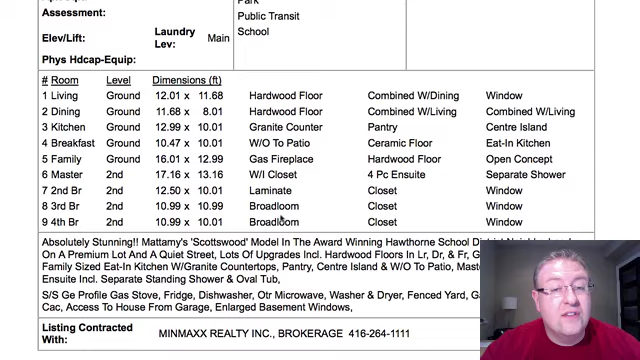 Park
Assessment:
Public Transit
School
Elev/Lift:
Laundry Lev:
Main
Phys Hdcap-Equip:
# Room Level Dimensions (ft)
1 Living Ground 12.01 x 11.68 Hardwood Floor Combined W/Dining Window
2 Dining Ground 11.68 x 8.01 Hardwood Floor Combined W/Living Combined W/Living
3 Kitchen Ground 12.99 x 10.01 Granite Counter Pantry Centre Island
4 Breakfast Ground 10.47 x 10.01 W/O To Patio Ceramic Floor Eat-In Kitchen
5 Family Ground 16.01 x 12.99 Gas Fireplace Hardwood Floor Open Concept
6 Master 2nd 17.16 x 13.16 W/I Closet 4 Pc Ensuite Separate Shower
7 2nd Br 2nd 12.50 x 10.01 Laminate Closet Window
8 3rd Br 2nd 10.99 x 10.99 Broadloom Closet Window
9 4th Br 2nd 10.99 x 10.01 Broadloom Closet Window
Absolutely Stunning!! Mattamy's 'Scottswood' Model In The Award Winning Hawthorne School District
On A Premium Lot And A Quiet Street, Lots Of Upgrades Incl. Hardwood Floors In Lr, Dr, & Fr,
Family Sized Eat-In Kitchen W/Granite Countertops, Pantry, Centre Island & W/O To Patio,
Ensuite Incl. Separate Standing Shower & Oval Tub,
S/S Ge Profile Gas Stove, Fridge, Dishwasher, Otr Microwave, Washer & Dryer, Fenced Yard,
Cac, Access To House From Garage, Enlarged Basement Windows,
Listing Contracted With: MINMAXX REALTY INC., BROKERAGE 416-264-1111